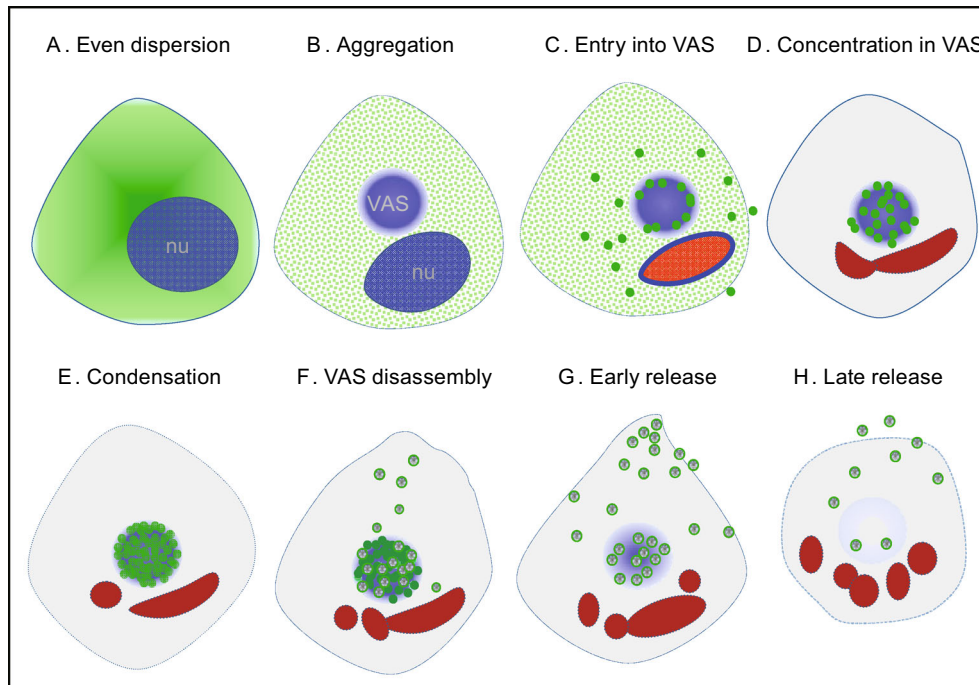 A. Even dispersion
B. Aggregation
C. Entry into VAS
D. Concentration in VAS
nu
VAS
nu
E. Condensation
F. VAS disassembly
G. Early release
H. Late release